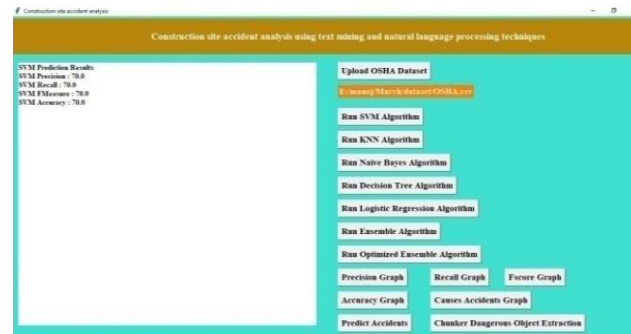 Construction site accident analysis
Construction site accident analysis using text mining and natural language processing techniques
SVM Prediction Results
SVM Precision : 70.0
SVM Recall : 70.0
SVM FMeasure : 70.0
SVM Accuracy : 70.0
Upload OSHA Dataset
E:/manoj/March/dataset/OSHA.csv
Run SVM Algorithm
Run KNN Algorithm
Run Naive Bayes Algorithm
Run Decision Tree Algorithm
Run Logistic Regression Algorithm
Run Ensemble Algorithm
Run Optimized Ensemble Algorithm
Precision Graph Recall Graph Fscore Graph
Accuracy Graph Causes Accidents Graph
Predict Accidents Chunker Dangerous Object Extraction